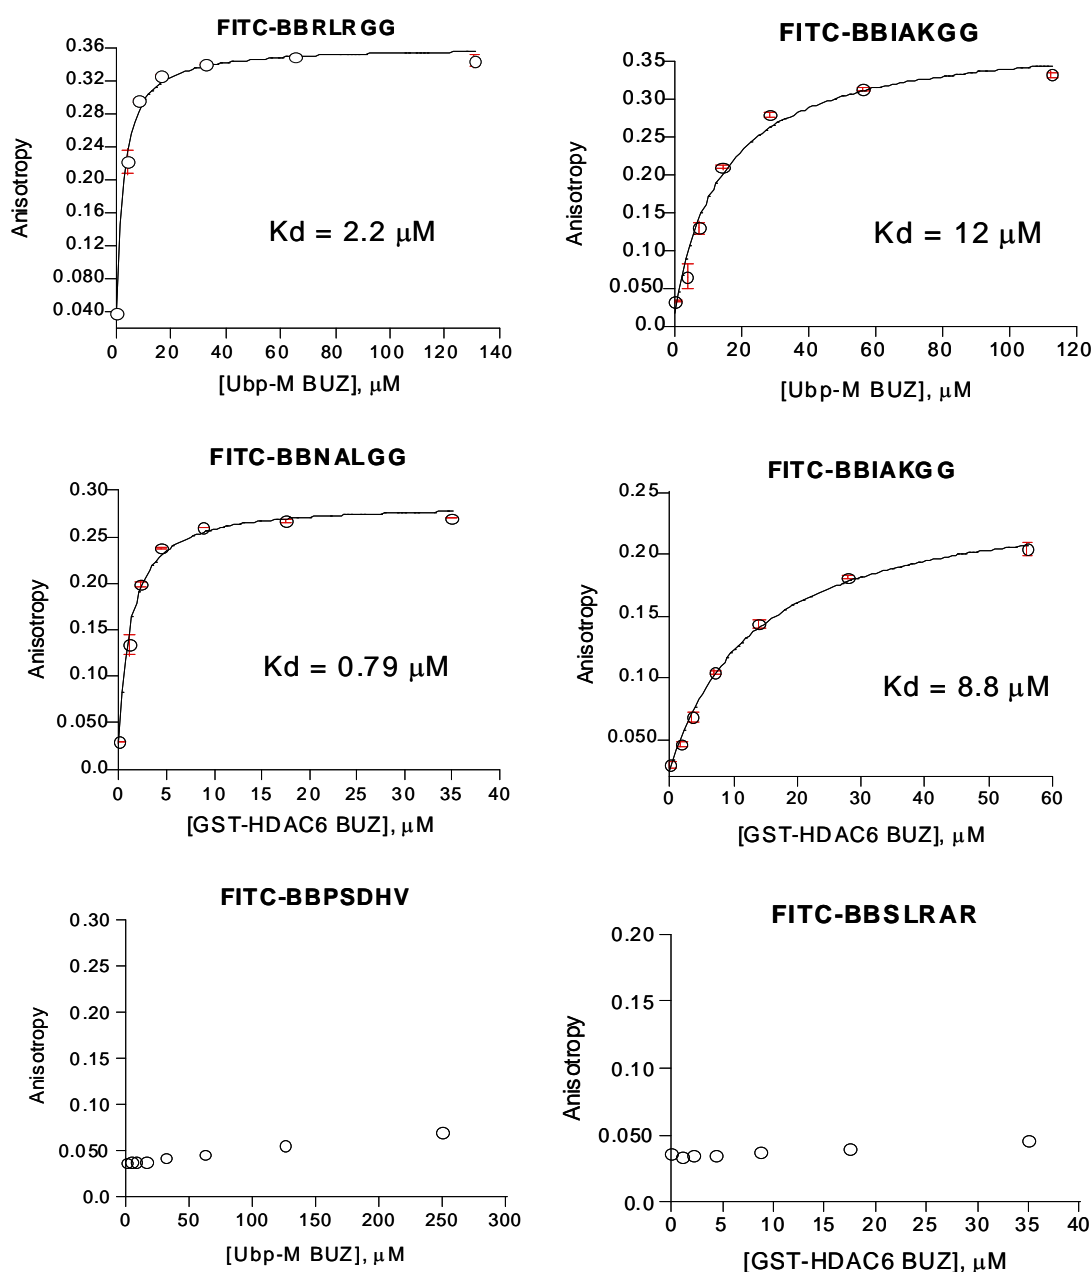 FITC-BBRLRGG
0.36
0.32
0.28
0.24
0.20
0.16
0.12
0.080
0.040
Anisotropy
Kd = 2.2 µM
0 20 40 60 80 100 120 140
[Ubp-M BUZ], µM
FITC-BBIAKGG
0.35
0.30
0.25
0.20
0.15
0.10
0.050
0.0
Anisotropy
Kd = 12 µM
0 20 40 60 80 100 120
[Ubp-M BUZ], µM
FITC-BBNALGG
0.30
0.25
0.20
0.15
0.10
0.050
0.0
Anisotropy
Kd = 0.79 µM
0 5 10 15 20 25 30 35 40
[GST-HDAC6 BUZ], µM
FITC-BBIAKGG
0.25
0.20
0.15
0.10
0.050
Anisotropy
Kd = 8.8 µM
0 10 20 30 40 50 60
[GST-HDAC6 BUZ], µM
FITC-BBPSDHV
0.30
0.25
0.20
0.15
0.10
0.050
0.0
Anisotropy
0 50 100 150 200 250 300
[Ubp-M BUZ], µM
FITC-BBSLRAR
0.20
0.15
0.10
0.050
0.0
Anisotropy
0 5 10 15 20 25 30 35 40
[GST-HDAC6 BUZ], µM